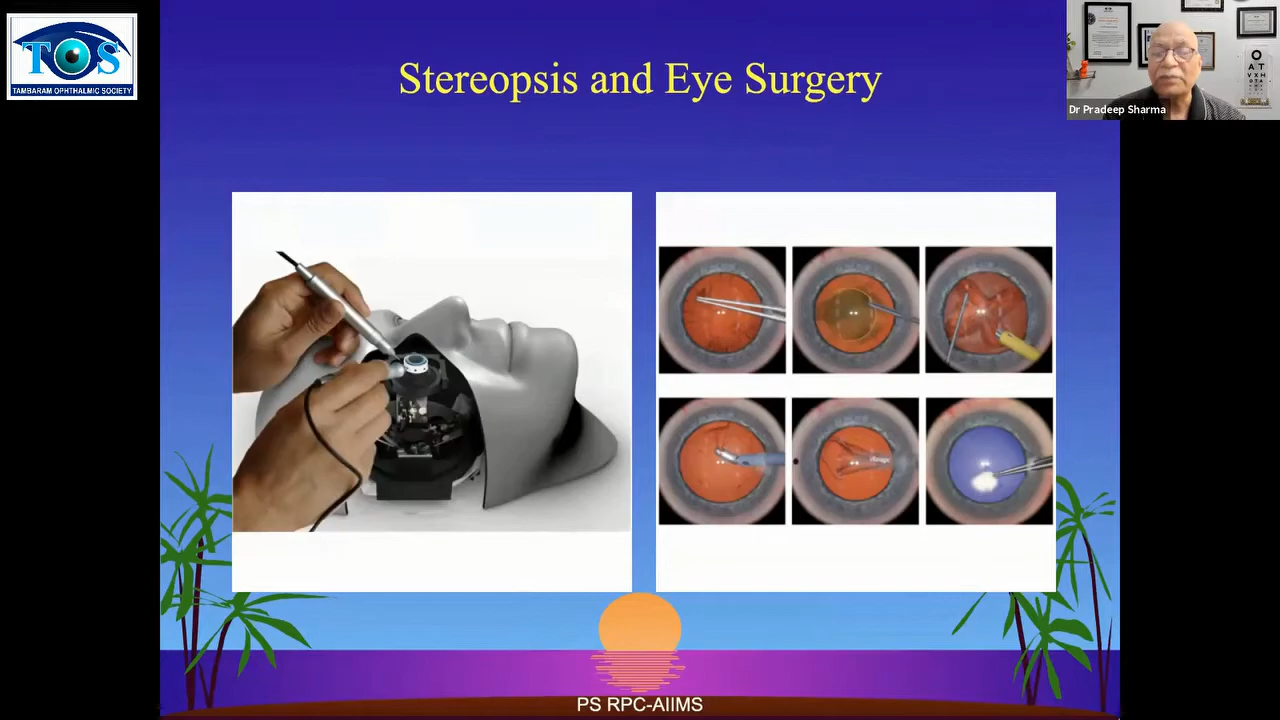 TOS
TAMBARAM OPHTHALMIC SOCIETY
Stereopsis and Eye Surgery
Dr Pradeep Sharma
O
A T
V X H
PS RPC-AIIMS